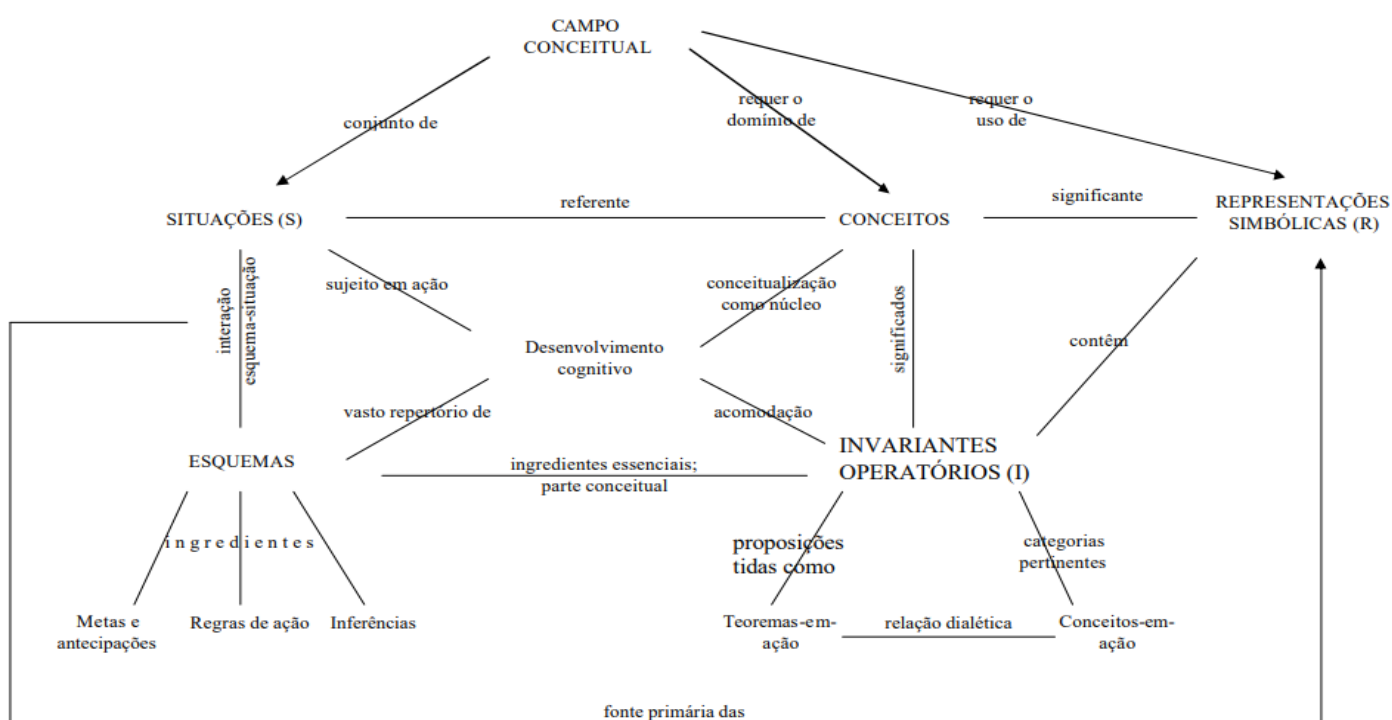 CAMPO
CONCEITUAL
conjunto de
requer o
domínio de
requer o
uso de
SITUAÇÕES (S)
referente
CONCEITOS
significante
REPRESENTAÇÕES
SIMBÓLICAS (R)
interação
esquema-situação
sujeito em ação
conceitualização
como núcleo
significados
contêm
Desenvolvimento
cognitivo
vasto repertório de
acomodação
ESQUEMAS
ingredientes essenciais;
parte conceitual
INVARIANTES
OPERATÓRIOS (I)
ingredientes
proposições
tidas como
categorias
pertinentes
Metas e
antecipações
Regras de ação
Inferências
Teoremas-em-
ação
relação dialética
Conceitos-em-
ação
fonte primária das